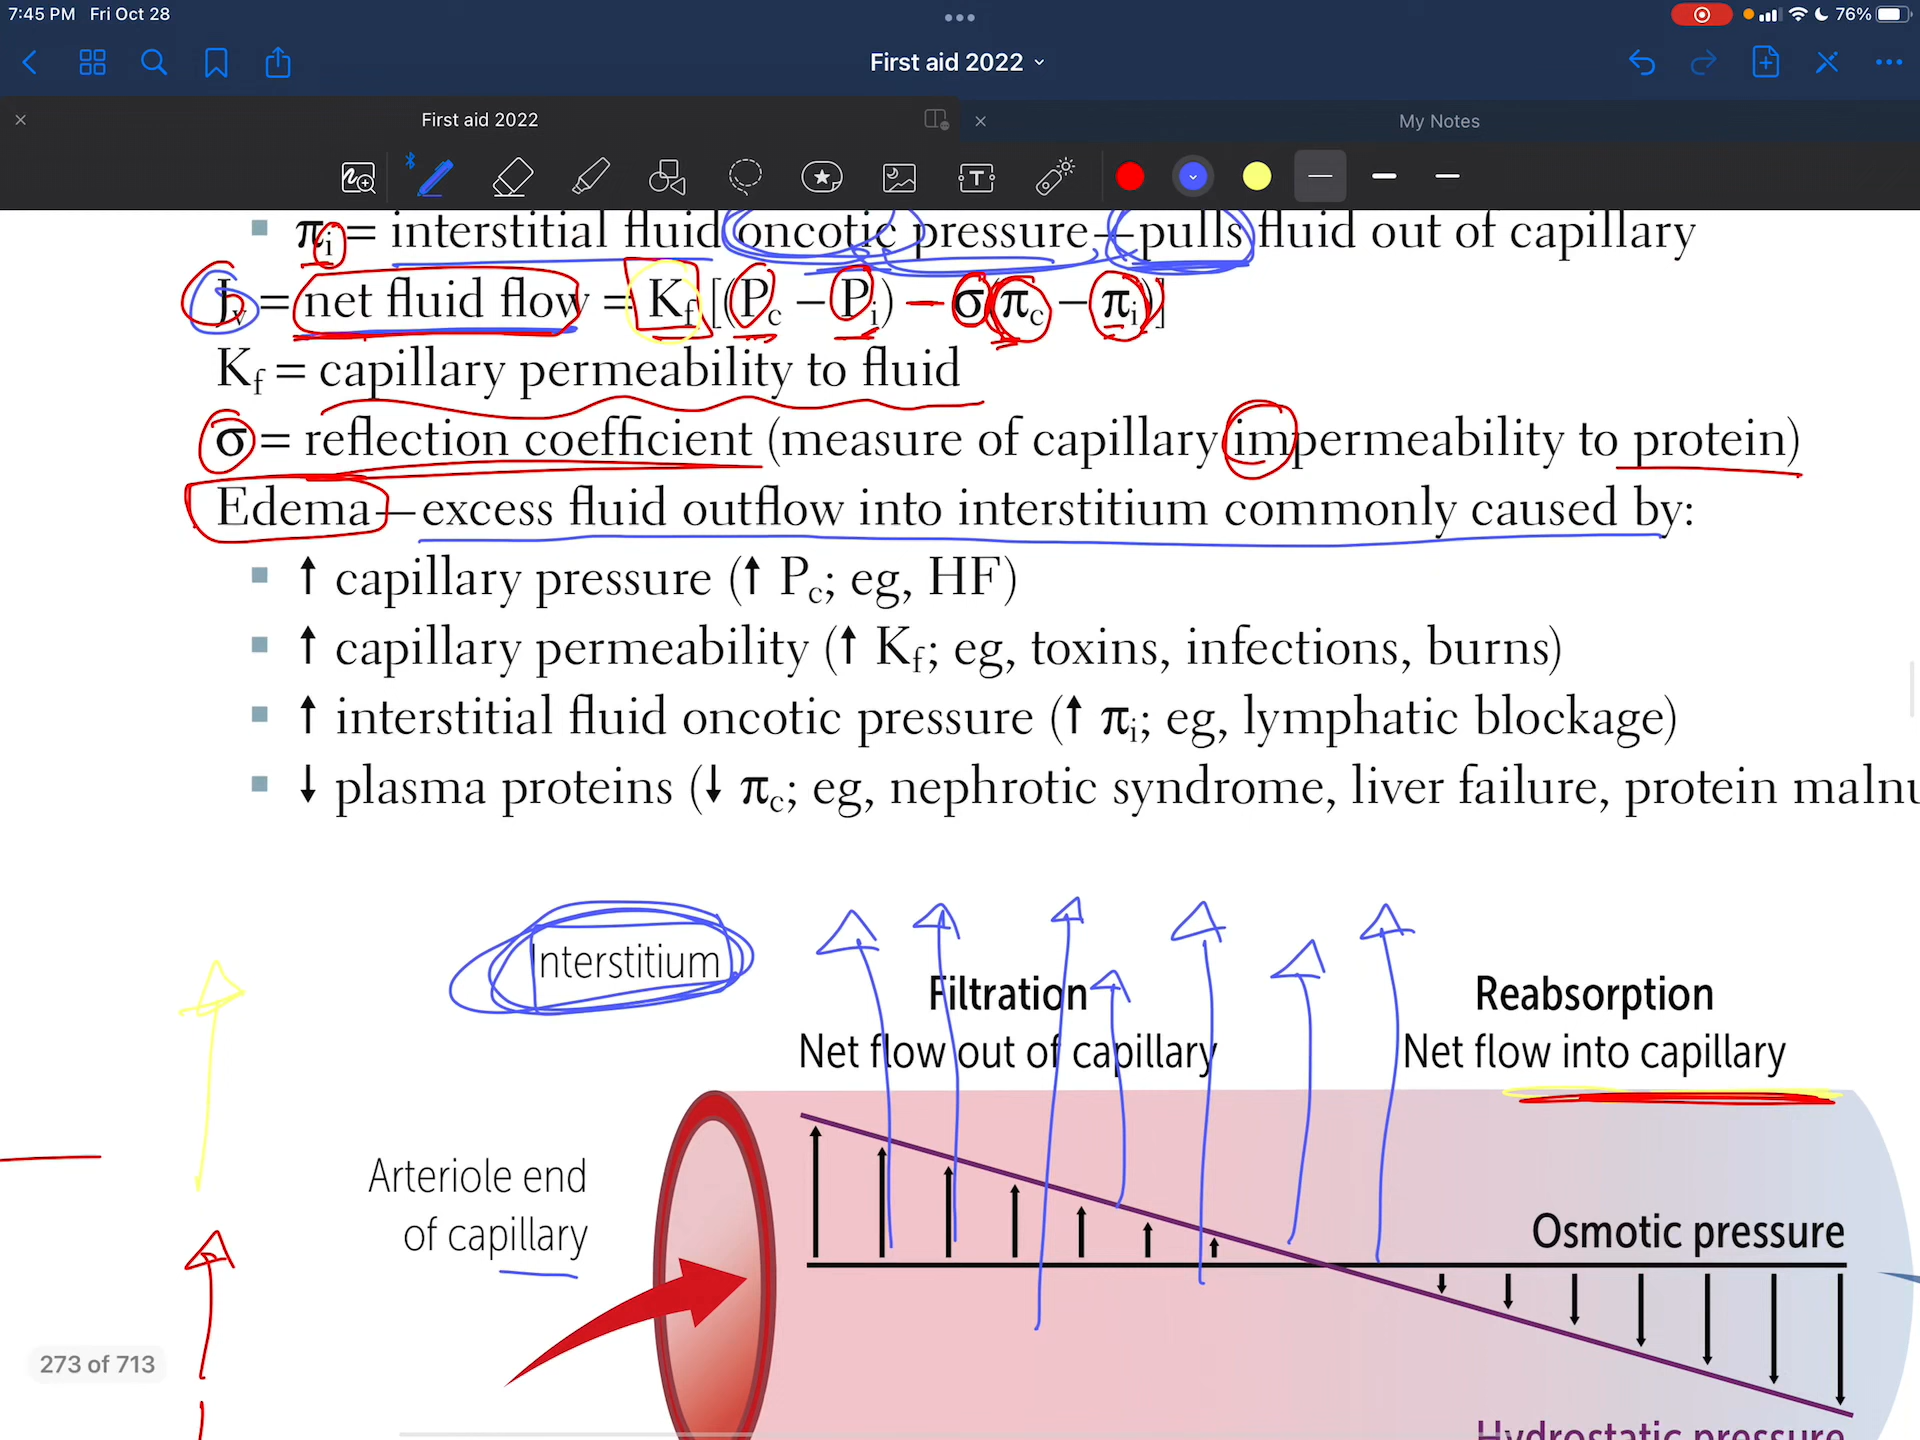 7:45 PM Fri Oct 28
76%
First aid 2022
First aid 2022
My Notes
πi = interstitial fluid oncotic pressure—pulls fluid out of capillary
Jv = net fluid flow = Kf [(Pc − Pi) − σ(πc − πi)]
Kf = capillary permeability to fluid
σ = reflection coefficient (measure of capillary impermeability to protein)
Edema—excess fluid outflow into interstitium commonly caused by:
↑ capillary pressure (↑ Pc; eg, HF)
↑ capillary permeability (↑ Kf; eg, toxins, infections, burns)
↑ interstitial fluid oncotic pressure (↑ πi; eg, lymphatic blockage)
↓ plasma proteins (↓ πc; eg, nephrotic syndrome, liver failure, protein malnu
Interstitium
Filtration
Net flow out of capillary
Reabsorption
Net flow into capillary
Arteriole end
of capillary
Osmotic pressure
273 of 713
Hydrostatic pressure